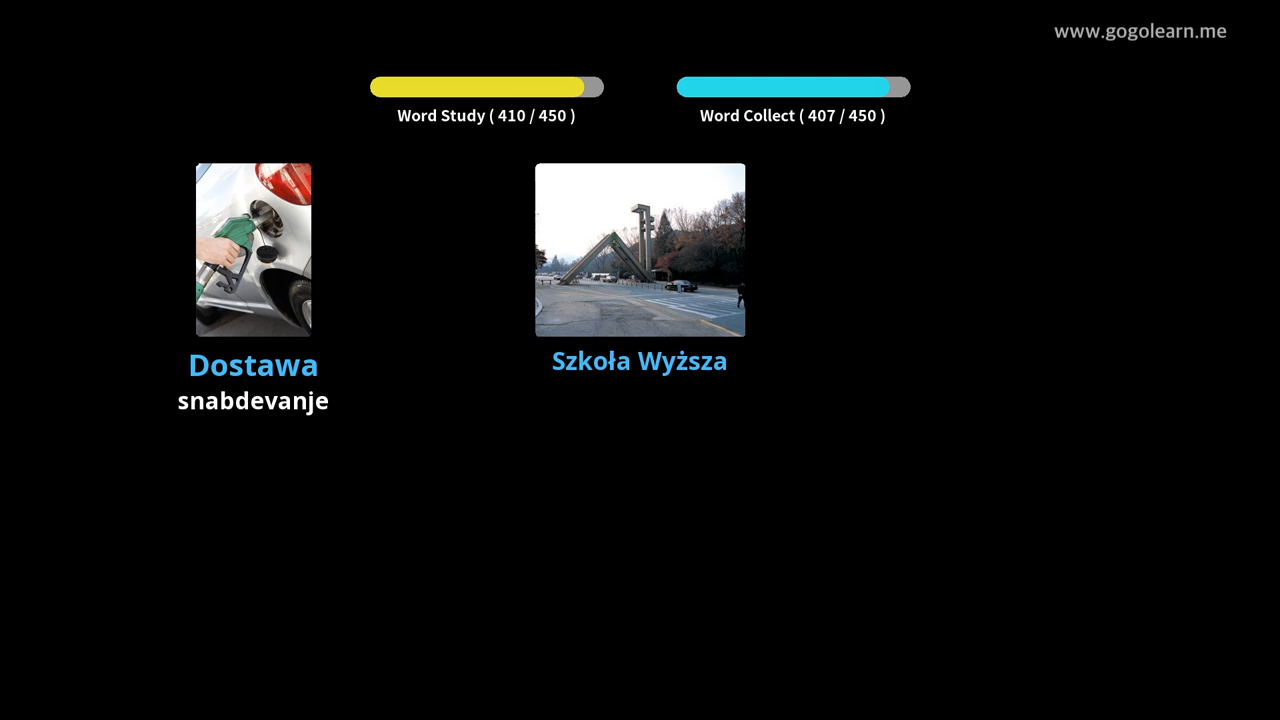 www.gogolearn.me
Word Study ( 410 / 450 )
Word Collect ( 407 / 450 )
Dostawa
snabdevanje
Szkoła Wyższa